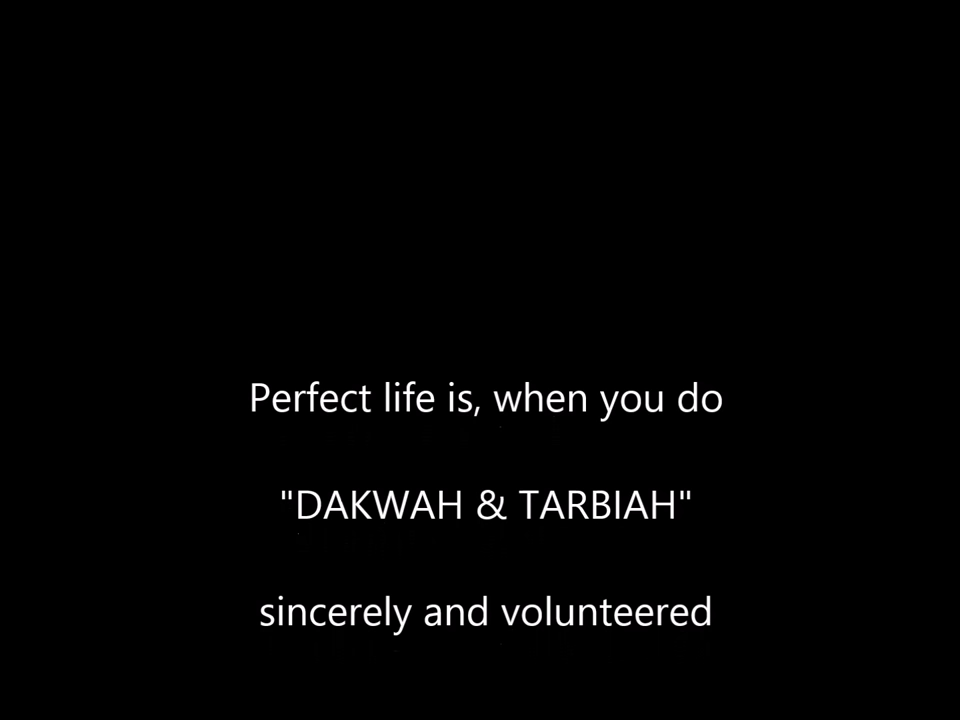 Perfect life is, when you do
"DAKWAH & TARBIAH"
sincerely and volunteered